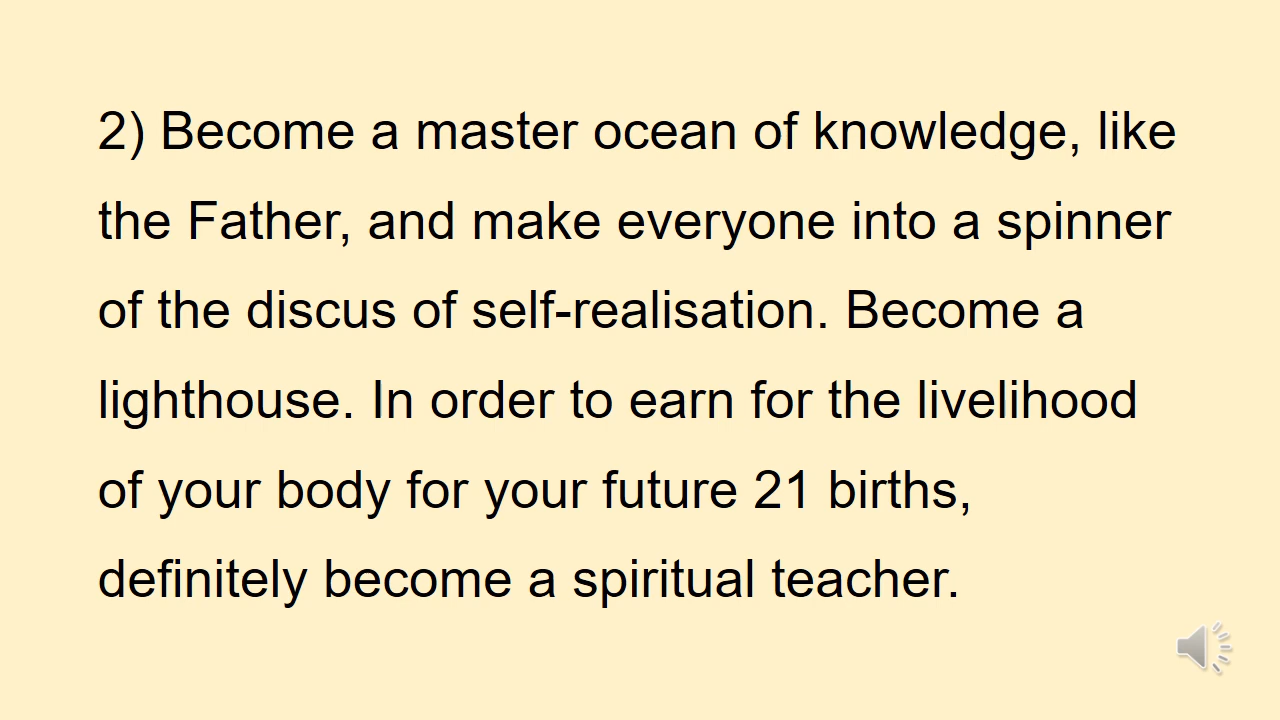 2) Become a master ocean of knowledge, like
the Father, and make everyone into a spinner
of the discus of self-realisation. Become a
lighthouse. In order to earn for the livelihood
of your body for your future 21 births,
definitely become a spiritual teacher.